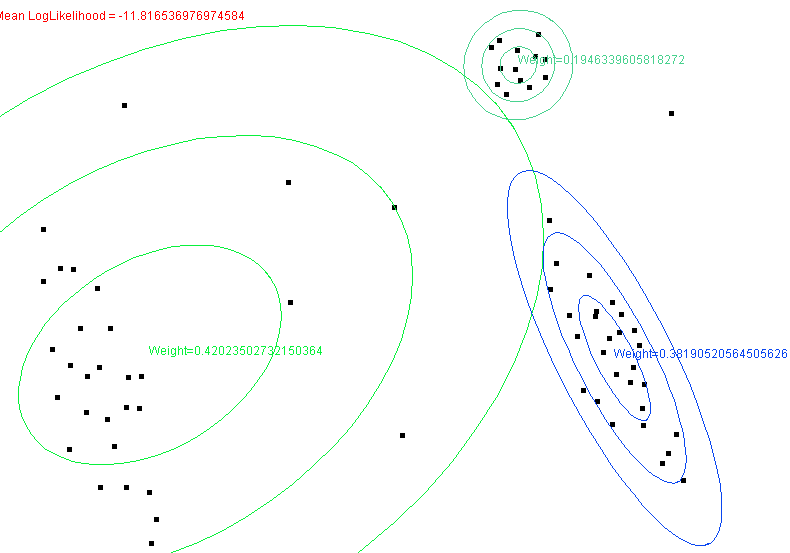 Mean LogLikelihood = -11.816536976974584
Weight=0.1946339605818272
Weight=0.42023502732150364
Weight=0.38190520564505626